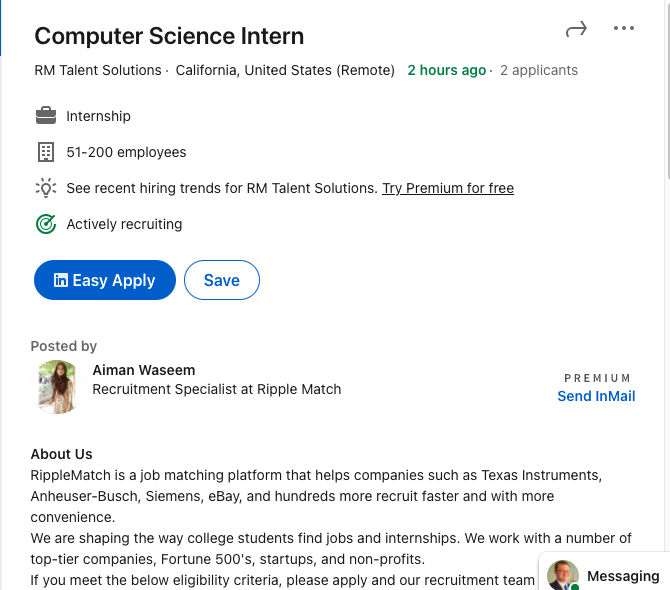 Computer Science Intern
RM Talent Solutions · California, United States (Remote) 2 hours ago · 2 applicants
Internship
51-200 employees
See recent hiring trends for RM Talent Solutions. Try Premium for free
Actively recruiting
in Easy Apply
Save
Posted by
Aiman Waseem
Recruitment Specialist at Ripple Match
PREMIUM
Send InMail
About Us
RippleMatch is a job matching platform that helps companies such as Texas Instruments,
Anheuser-Busch, Siemens, eBay, and hundreds more recruit faster and with more
convenience.
We are shaping the way college students find jobs and internships. We work with a number of
top-tier companies, Fortune 500's, startups, and non-profits.
If you meet the below eligibility criteria, please apply and our recruitment team
Messaging